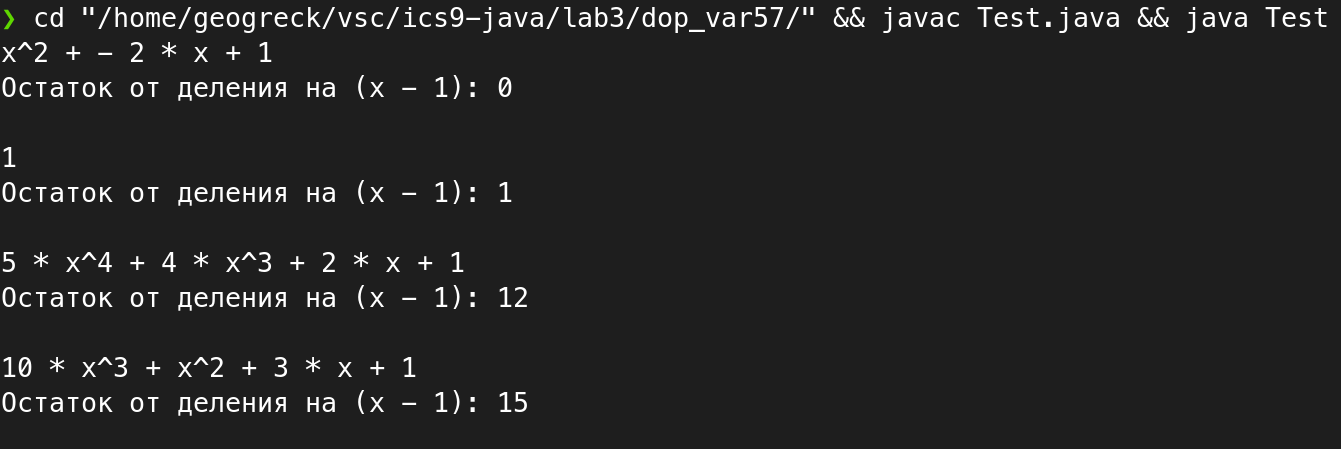 ❯ cd "/home/geogreck/vsc/ics9-java/lab3/dop_var57/" && javac Test.java && java Test
x^2 + - 2 * x + 1
Остаток от деления на (x - 1): 0
1
Остаток от деления на (x - 1): 1
5 * x^4 + 4 * x^3 + 2 * x + 1
Остаток от деления на (x - 1): 12
10 * x^3 + x^2 + 3 * x + 1
Остаток от деления на (x - 1): 15